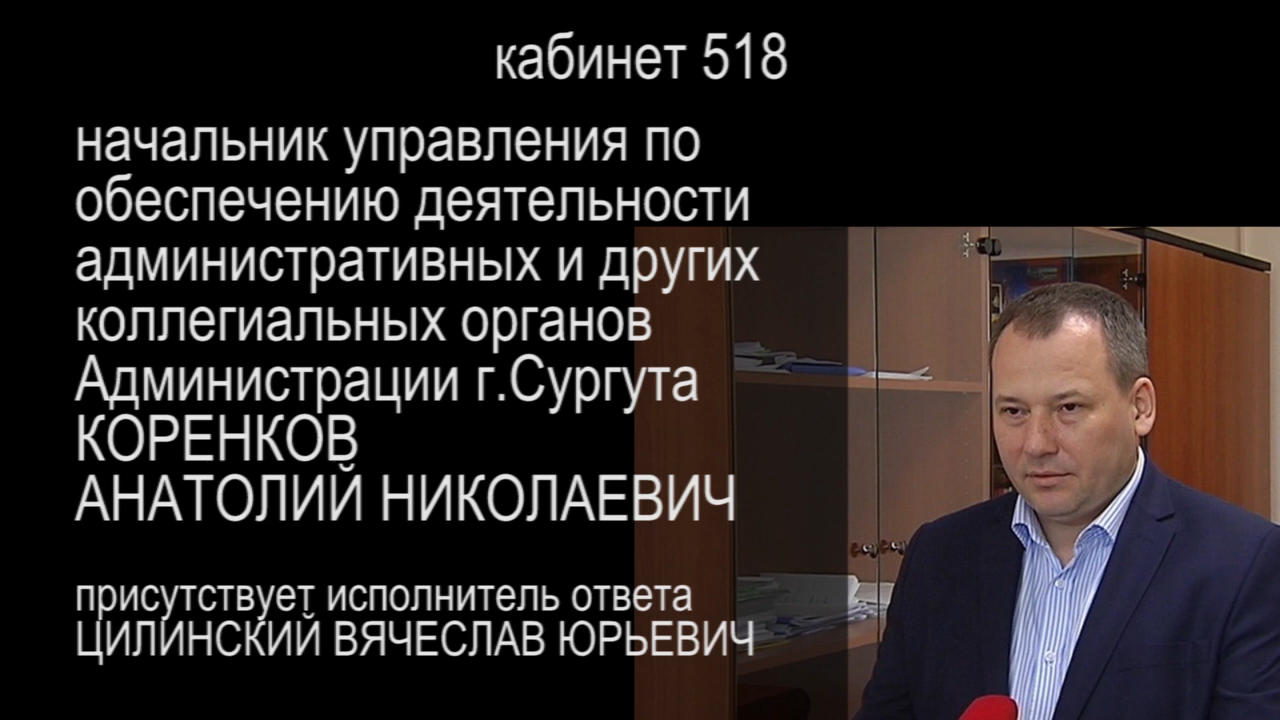 кабинет 518
начальник управления по
обеспечению деятельности
административных и других
коллегиальных органов
Администрации г.Сургута
КОРЕНКОВ
АНАТОЛИЙ НИКОЛАЕВИЧ
присутствует исполнитель ответа
ЦИЛИНСКИЙ ВЯЧЕСЛАВ ЮРЬЕВИЧ